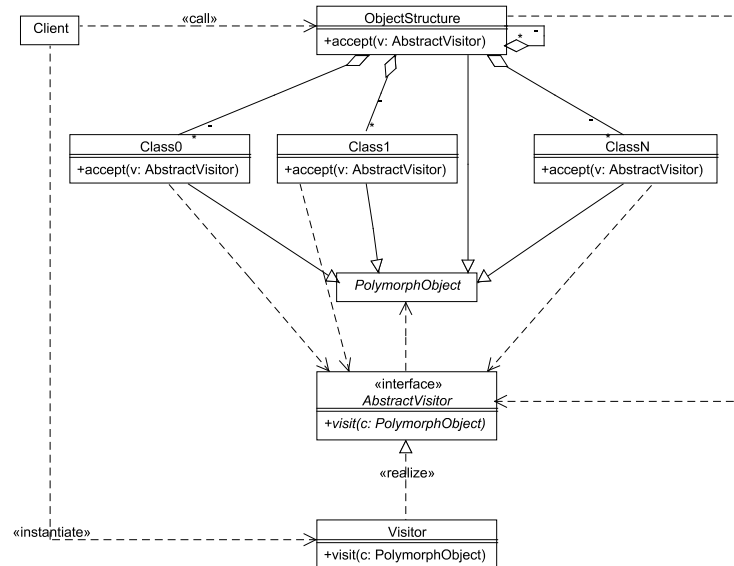 Client
«call»
ObjectStructure
+accept(v: AbstractVisitor)
*
-
-
*
-
*
-
*
Class0
+accept(v: AbstractVisitor)
Class1
+accept(v: AbstractVisitor)
ClassN
+accept(v: AbstractVisitor)
PolymorphObject
«interface»
AbstractVisitor
+visit(c: PolymorphObject)
«realize»
«instantiate»
Visitor
+visit(c: PolymorphObject)